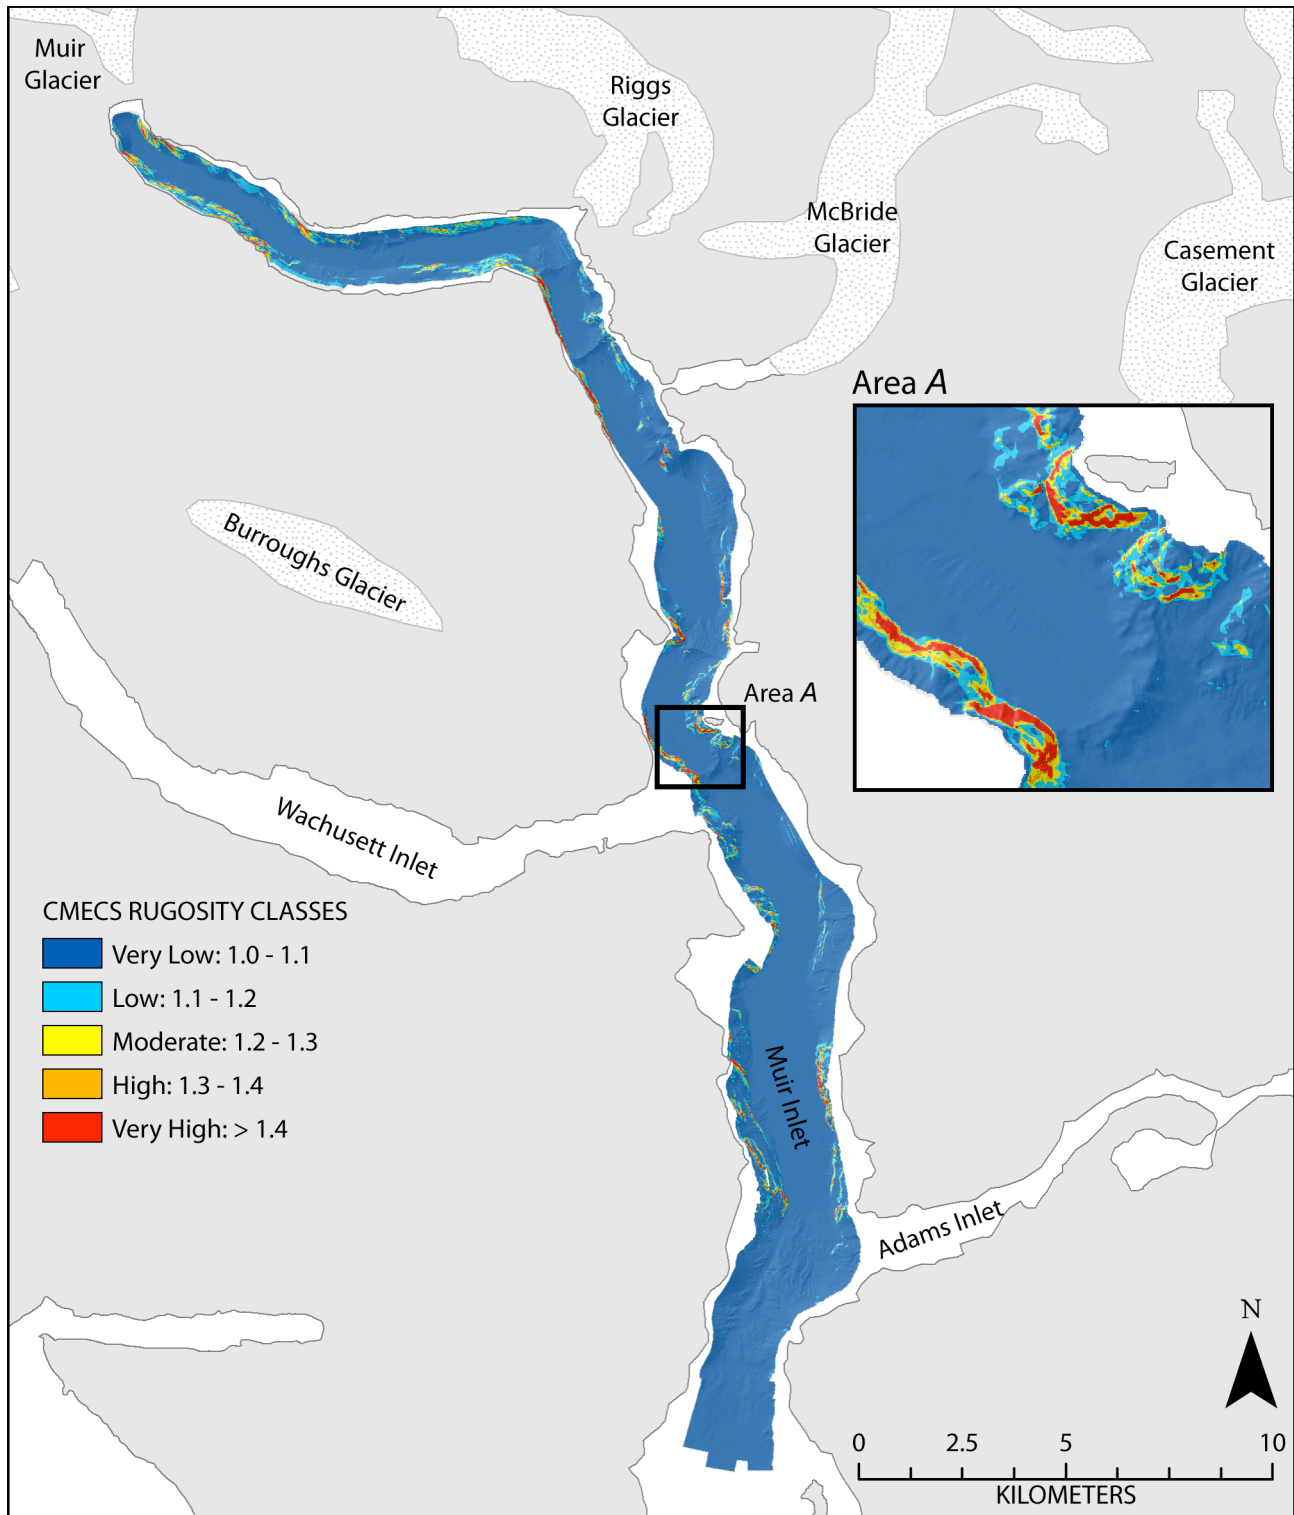 Muir
Glacier
Riggs
Glacier
McBride
Glacier
Casement
Glacier
Area A
Burroughs Glacier
Area A
Wachusett Inlet
CMECS RUGOSITY CLASSES
Very Low: 1.0 - 1.1
Low: 1.1 - 1.2
Moderate: 1.2 - 1.3
High: 1.3 - 1.4
Very High: > 1.4
Muir Inlet
Adams Inlet
N
0 2.5 5 10
KILOMETERS